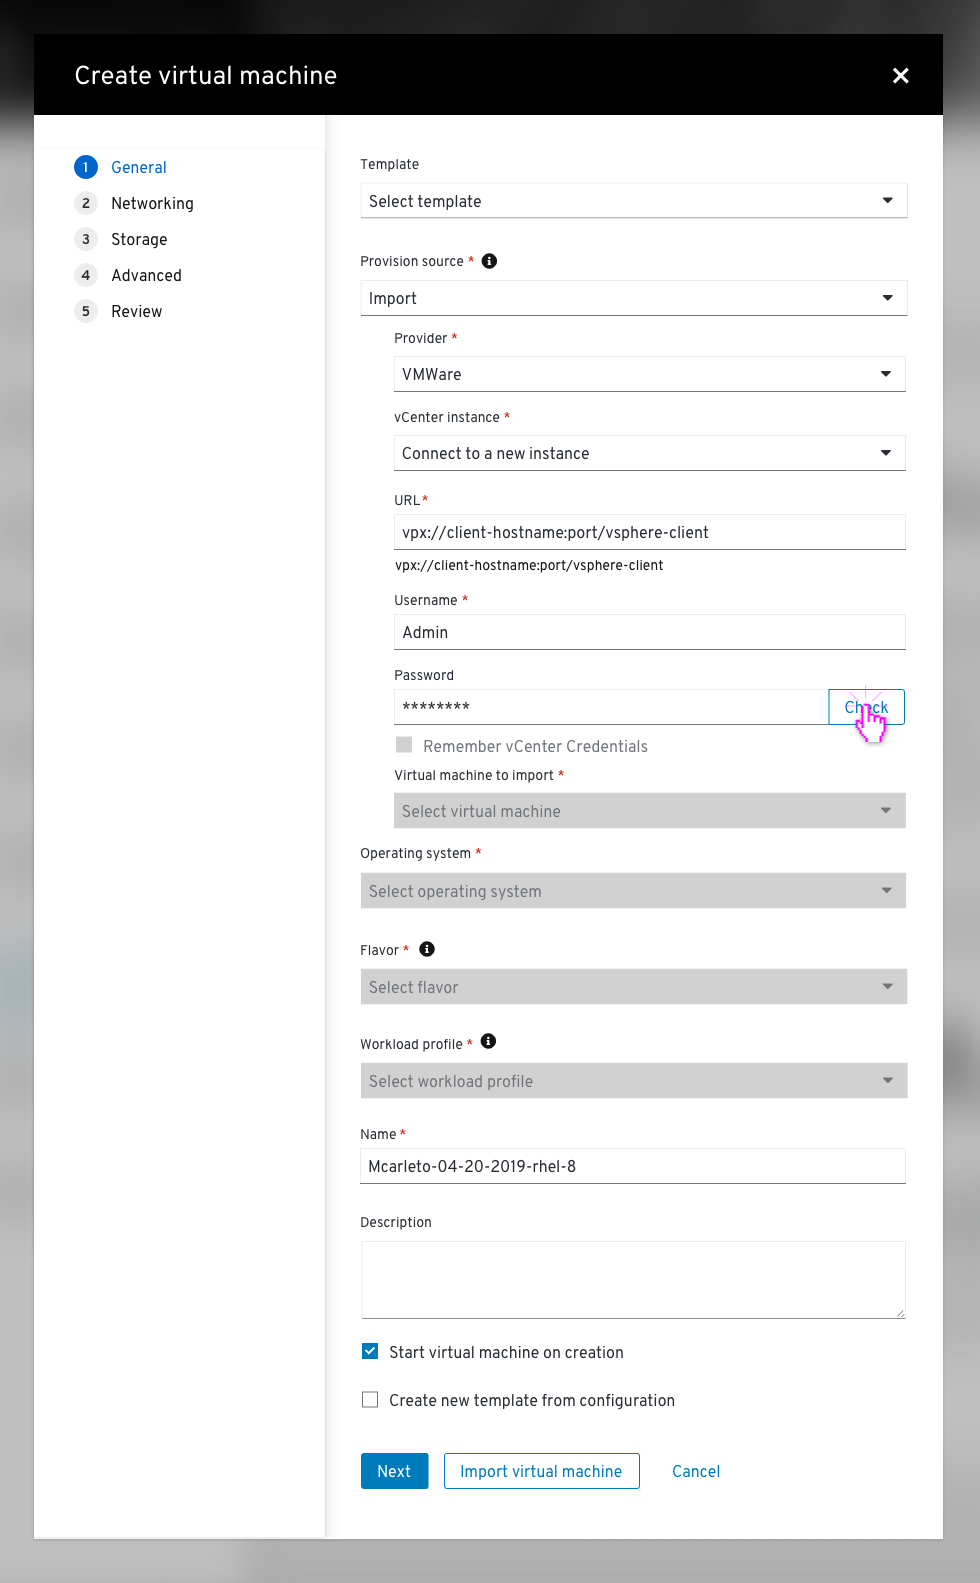 Create virtual machine
1 General
2 Networking
3 Storage
4 Advanced
5 Review
Template
Select template
Provision source *
Import
Provider *
VMWare
vCenter instance *
Connect to a new instance
URL*
vpx://client-hostname:port/vsphere-client
vpx://client-hostname:port/vsphere-client
Username *
Admin
Password
********
Check
Remember vCenter Credentials
Virtual machine to import *
Select virtual machine
Operating system *
Select operating system
Flavor *
Select flavor
Workload profile *
Select workload profile
Name *
Mcarleto-04-20-2019-rhel-8
Description
Start virtual machine on creation
Create new template from configuration
Next
Import virtual machine
Cancel